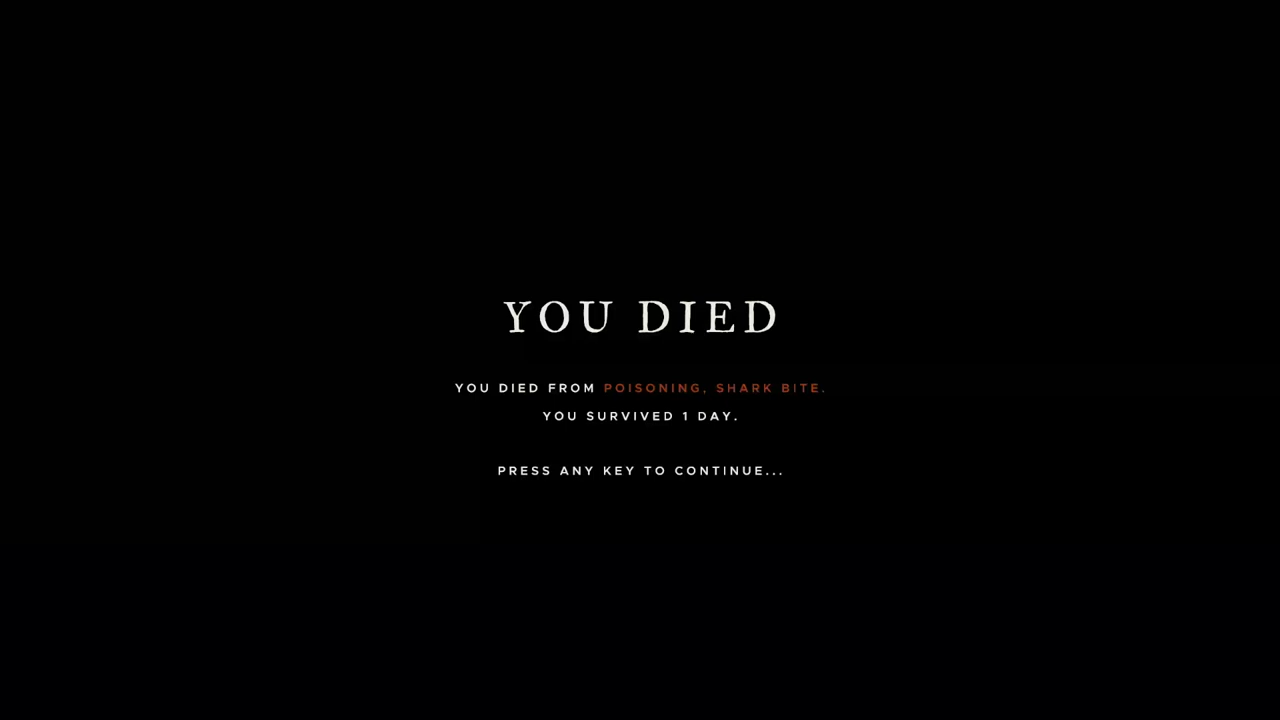 YOU DIED
YOU DIED FROM POISONING, SHARK BITE.
YOU SURVIVED 1 DAY.
PRESS ANY KEY TO CONTINUE...